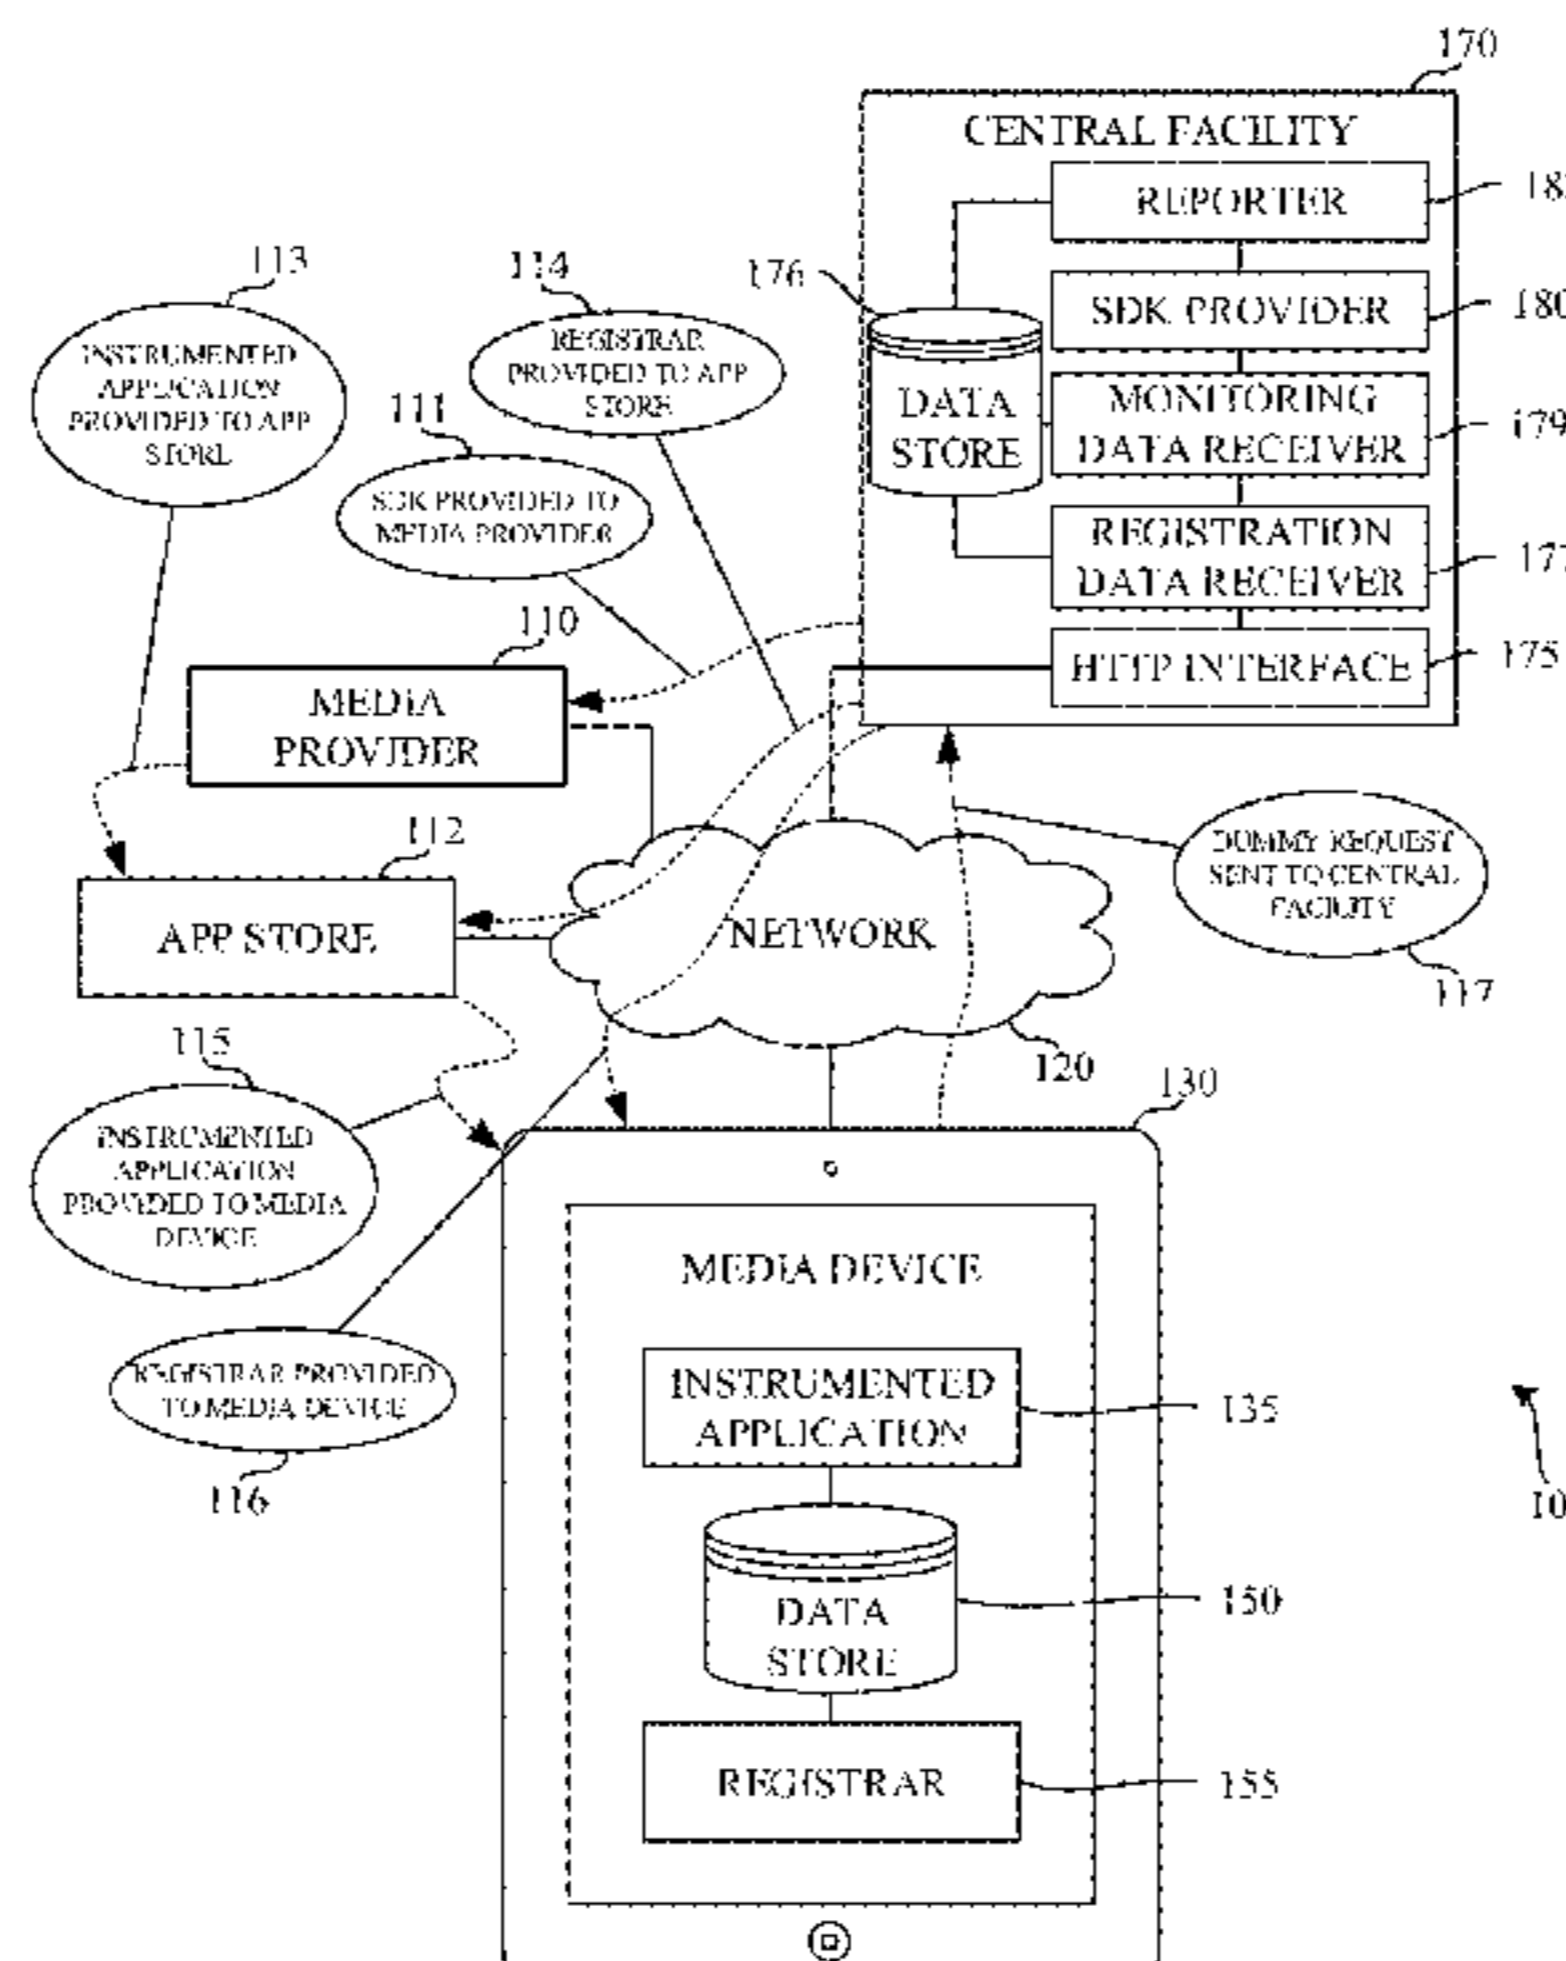 170
CENTRAL FACILITY
REPORTER
18
SDK PROVIDER
180
176
DATA
STORE
MONITORING
DATA RECEIVER
179
REGISTRATION
DATA RECEIVER
17
HTTP INTERFACE
175
113
INSTRUMENTED
APPLICATION
PROVIDED TO APP
STORE
114
REGISTRAR
PROVIDED TO APP
STORE
111
SDK PROVIDED TO
MEDIA PROVIDER
110
MEDIA
PROVIDER
112
APP STORE
NETWORK
120
DUMMY REQUEST
SENT TO CENTRAL
FACILITY
117
115
INSTRUMENTED
APPLICATION
PROVIDED TO MEDIA
DEVICE
REGISTRAR PROVIDED
TO MEDIA DEVICE
116
130
MEDIA DEVICE
INSTRUMENTED
APPLICATION
135
DATA
STORE
150
REGISTRAR
155
10